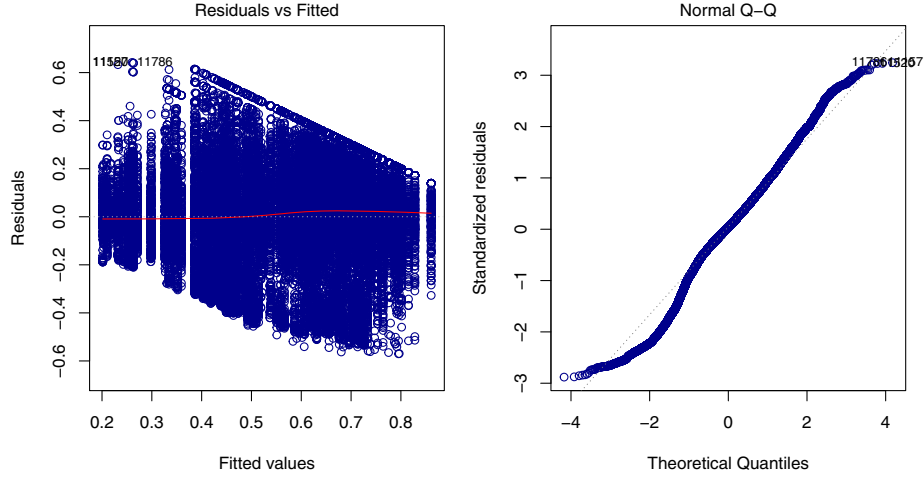 Residuals vs Fitted
11786
0.6
0.4
0.2
0.0
−0.2
−0.4
−0.6
Residuals
0.2 0.3 0.4 0.5 0.6 0.7 0.8
Fitted values
Normal Q−Q
3
2
1
0
−1
−2
−3
Standardized residuals
−4 −2 0 2 4
Theoretical Quantiles